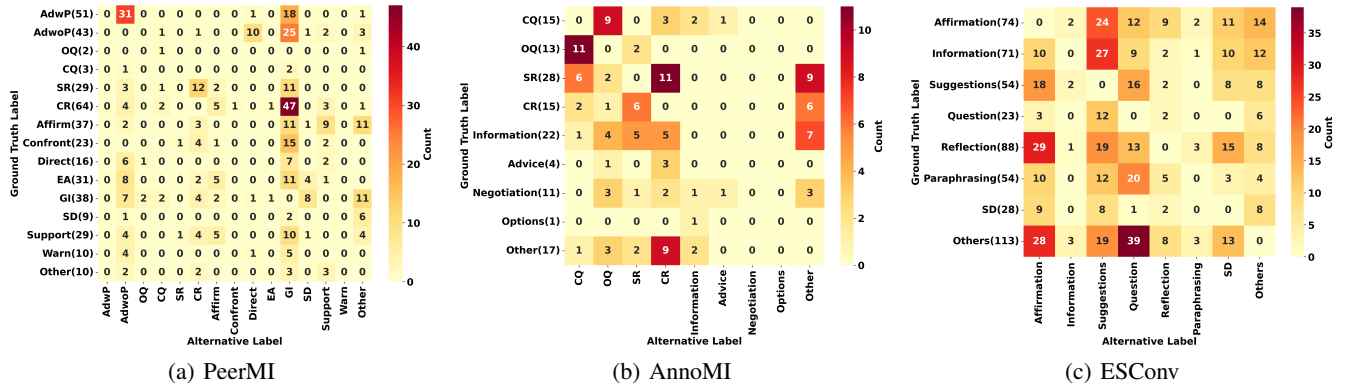 AdwP(51) 0 31 0 0 0 0 0 0 1 0 18 0 0 0 1
AdwoP(43) 0 0 0 1 0 1 0 0 10 0 25 1 2 0 3
OQ(2) 0 0 0 1 0 0 0 0 0 0 0 0 0 0 1
CQ(3) 0 1 0 0 0 0 0 0 0 0 2 0 0 0 0
SR(29) 0 3 0 1 0 12 2 0 0 0 11 0 0 0 0
CR(64) 0 4 0 2 0 0 5 1 0 1 47 0 3 0 1
Affirm(37) 0 2 0 0 0 3 0 0 0 0 11 1 9 0 11
Confront(23) 0 0 0 0 1 4 1 0 0 0 15 0 2 0 0
Direct(16) 0 6 1 0 0 0 0 0 0 0 7 0 2 0 0
EA(31) 0 8 0 0 0 2 5 0 0 0 11 4 1 0 0
GI(38) 0 7 2 2 0 4 2 0 1 1 0 8 0 0 11
SD(9) 0 1 0 0 0 0 0 0 0 0 2 0 0 0 6
Support(29) 0 4 0 0 1 4 5 0 0 0 10 1 0 0 4
Warn(10) 0 4 0 0 0 0 0 0 1 0 5 0 0 0 0
Other(10) 0 2 0 0 0 2 0 0 0 0 3 0 3 0 0
AdwP AdwoP OQ CQ SR CR Affirm Confront Direct EA GI SD Support Warn Other
Ground Truth Label
Alternative Label
40
30
20
10
0
Count
(a) PeerMI
CQ(15) 0 9 0 3 2 1 0 0 0
OQ(13) 11 0 2 0 0 0 0 0 0
SR(28) 6 2 0 11 0 0 0 0 9
CR(15) 2 1 6 0 0 0 0 0 6
Information(22) 1 4 5 5 0 0 0 0 7
Advice(4) 0 1 0 3 0 0 0 0 0
Negotiation(11) 0 3 1 2 1 1 0 0 3
Options(1) 0 0 0 0 1 0 0 0 0
Other(17) 1 3 2 9 2 0 0 0 0
CQ OQ SR CR Information Advice Negotiation Options Other
Ground Truth Label
Alternative Label
10
8
6
4
2
0
Count
(b) AnnoMI
Affirmation(74) 0 2 24 12 9 2 11 14
Information(71) 10 0 27 9 2 1 10 12
Suggestions(54) 18 2 0 16 2 0 8 8
Question(23) 3 0 12 0 2 0 0 6
Reflection(88) 29 1 19 13 0 3 15 8
Paraphrasing(54) 10 0 12 20 5 0 3 4
SD(28) 9 0 8 1 2 0 0 8
Others(113) 28 3 19 39 8 3 13 0
Affirmation Information Suggestions Question Reflection Paraphrasing SD Others
Ground Truth Label
Alternative Label
35
30
25
20
15
10
5
0
Count
(c) ESConv